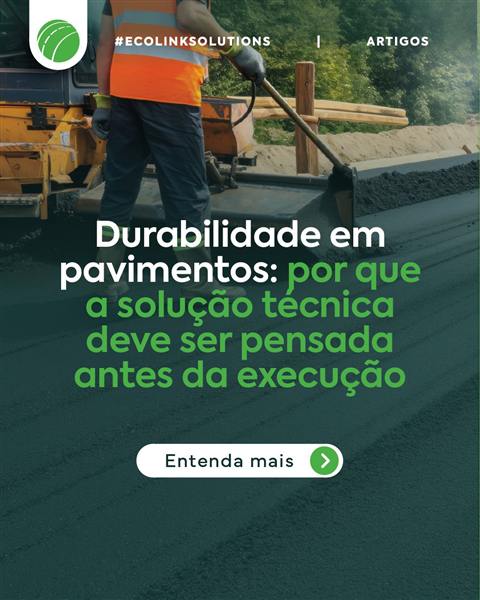 #ECOLINKSOLUTIONS | ARTIGOS
Durabilidade em
pavimentos: por que
a solução técnica
deve ser pensada
antes da execução
Entenda mais